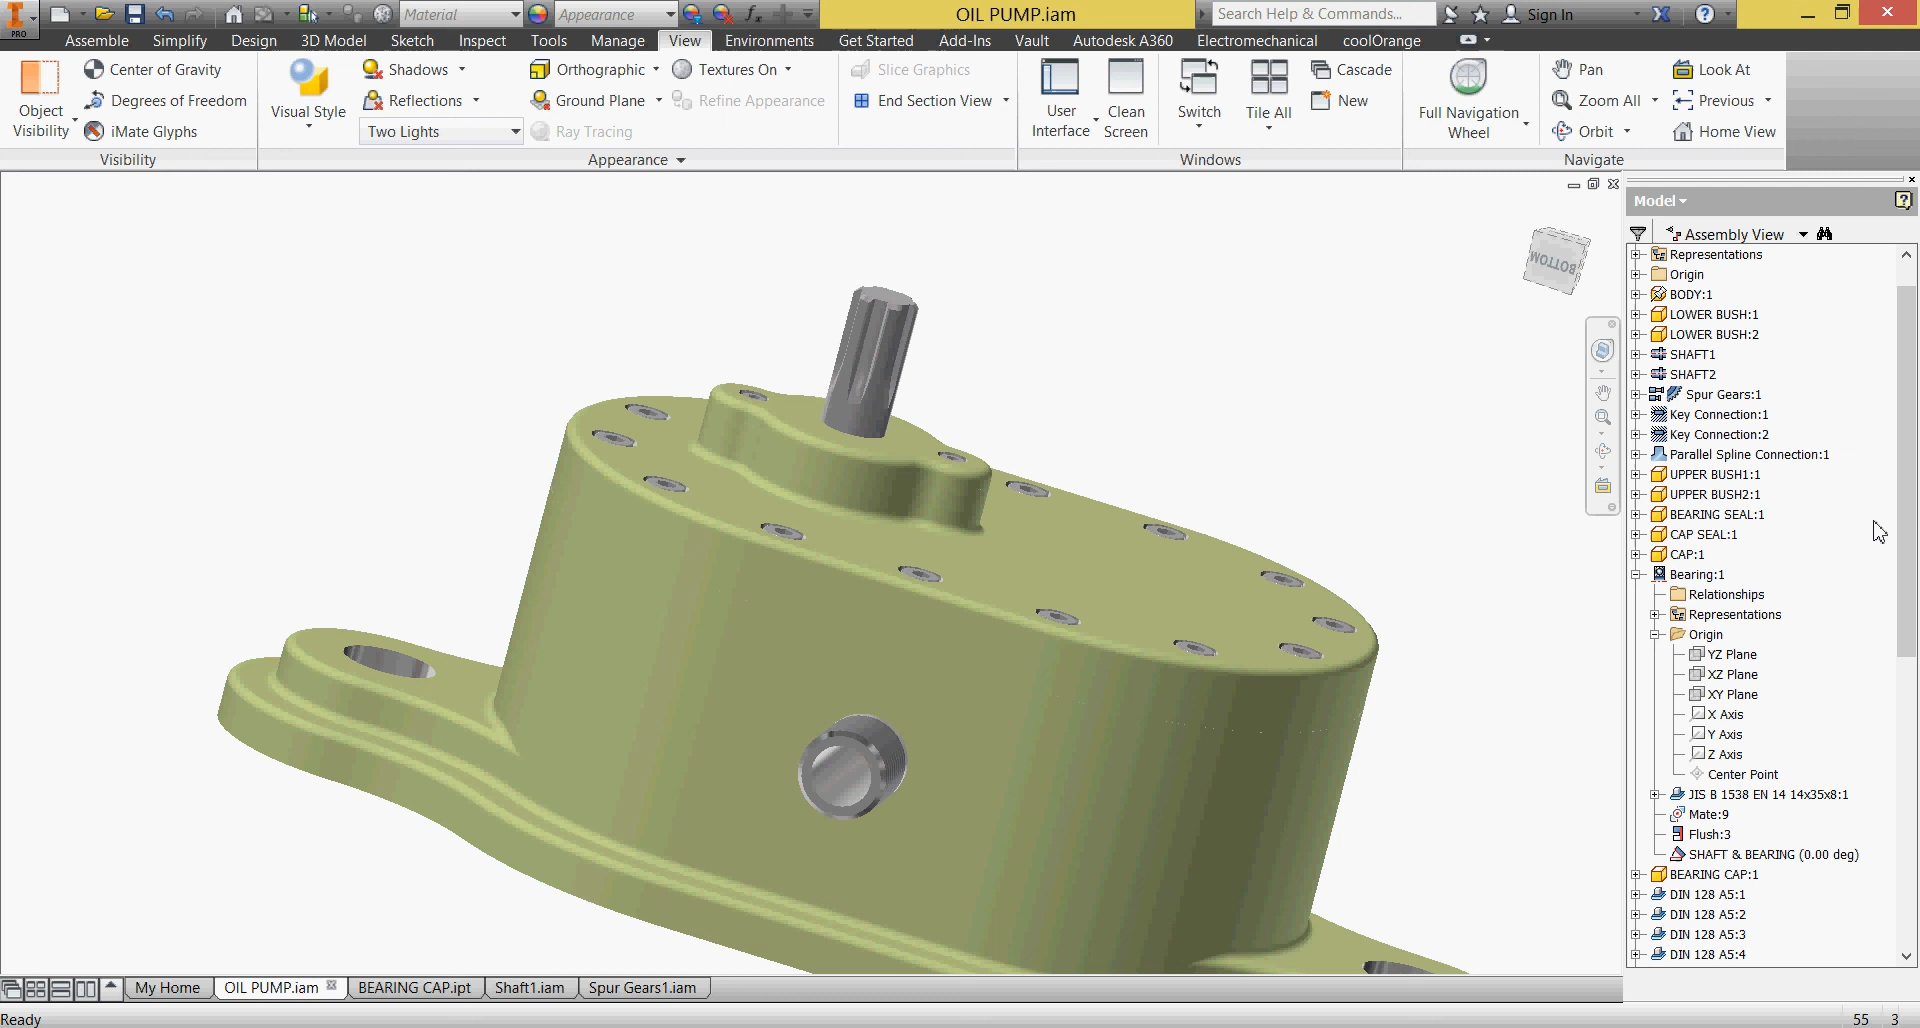 PRO
Material
Appearance
OIL PUMP.iam
Search Help & Commands...
Sign In
Assemble Simplify Design 3D Model Sketch Inspect Tools Manage View Environments Get Started Add-Ins Vault Autodesk A360 Electromechanical coolOrange
Object Visibility
Center of Gravity
Degrees of Freedom
iMate Glyphs
Visibility
Visual Style
Shadows
Reflections
Two Lights
Orthographic
Ground Plane
Ray Tracing
Textures On
Refine Appearance
Appearance
Slice Graphics
End Section View
User Interface
Clean Screen
Switch
Tile All
Cascade
New
Windows
Full Navigation Wheel
Pan
Zoom All
Orbit
Look At
Previous
Home View
Navigate
BOTTOM
Model
Assembly View
Representations
Origin
BODY:1
LOWER BUSH:1
LOWER BUSH:2
SHAFT1
SHAFT2
Spur Gears:1
Key Connection:1
Key Connection:2
Parallel Spline Connection:1
UPPER BUSH1:1
UPPER BUSH2:1
BEARING SEAL:1
CAP SEAL:1
CAP:1
Bearing:1
Relationships
Representations
Origin
YZ Plane
XZ Plane
XY Plane
X Axis
Y Axis
Z Axis
Center Point
JIS B 1538 EN 14 14x35x8:1
Mate:9
Flush:3
SHAFT & BEARING (0.00 deg)
BEARING CAP:1
DIN 128 A5:1
DIN 128 A5:2
DIN 128 A5:3
DIN 128 A5:4
My Home OIL PUMP.iam BEARING CAP.ipt Shaft1.iam Spur Gears1.iam
Ready
55 3